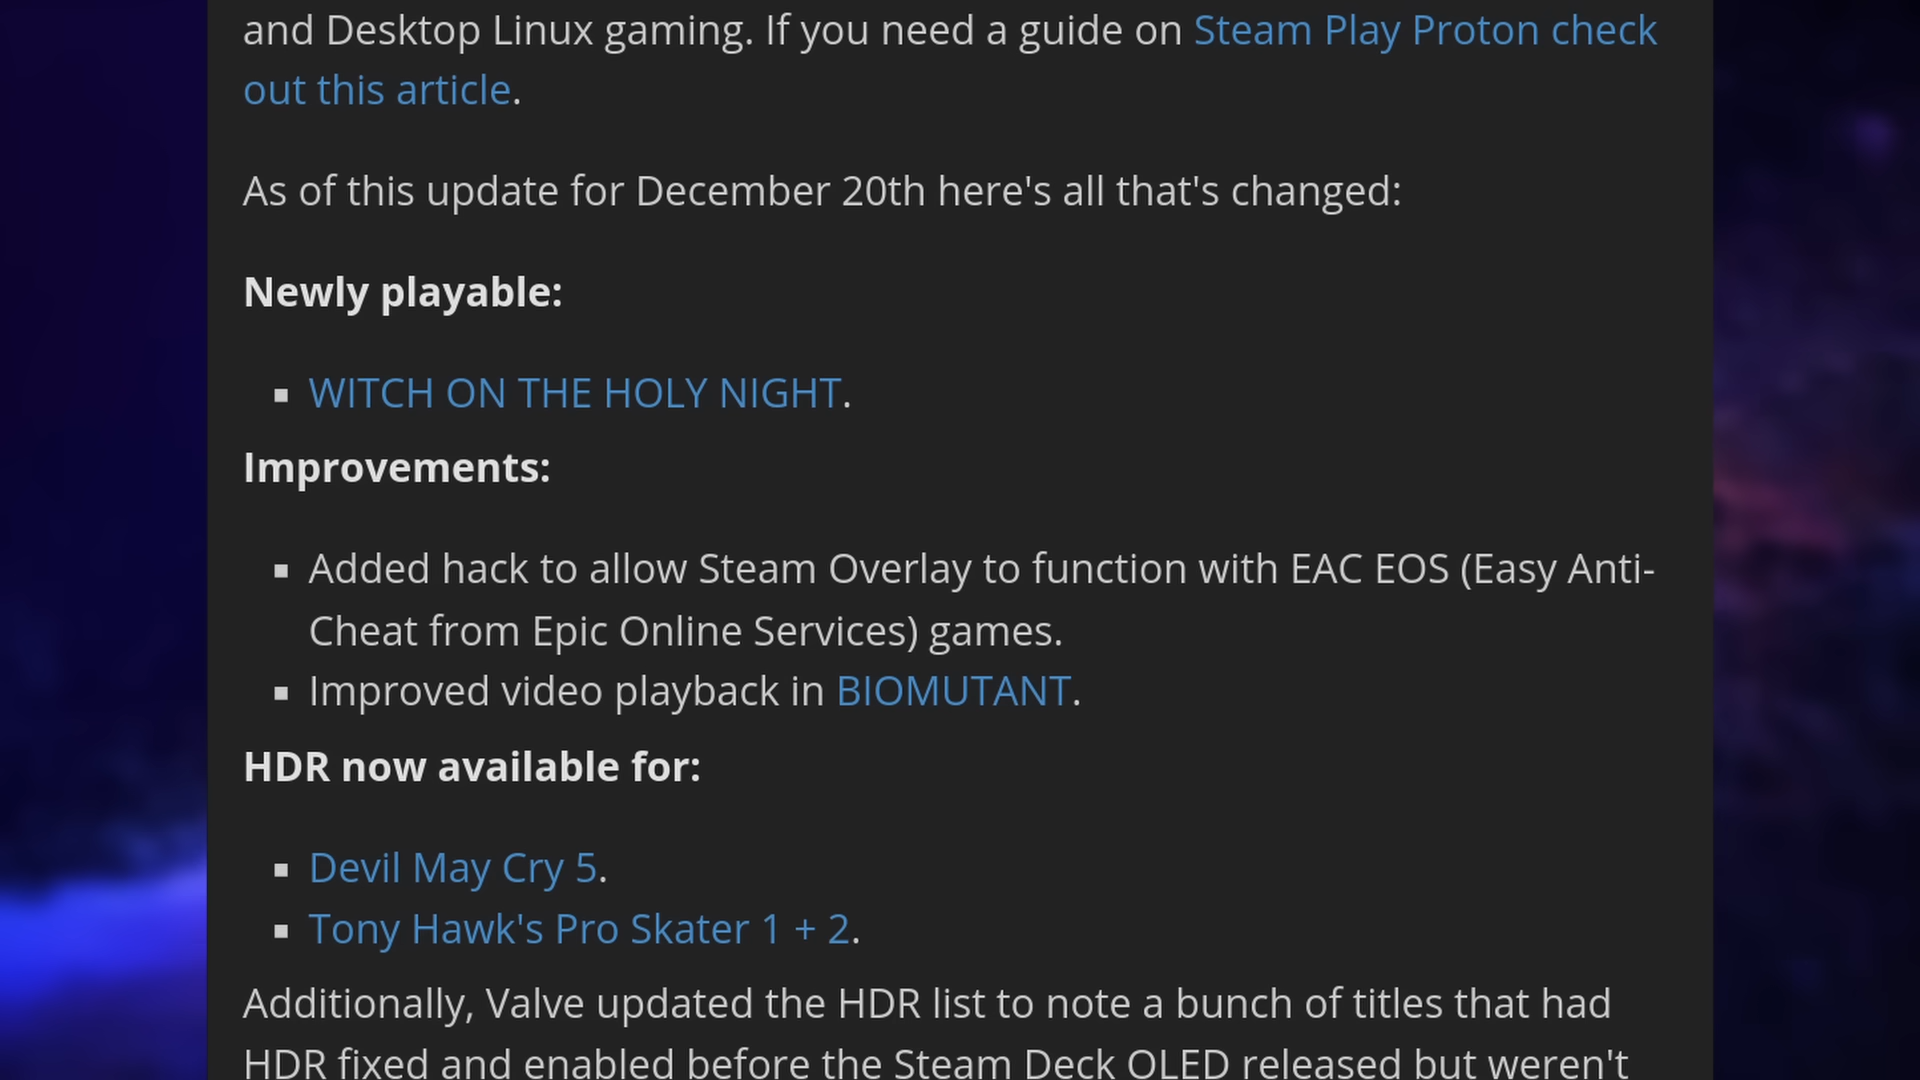 and Desktop Linux gaming. If you need a guide on Steam Play Proton check
out this article.
As of this update for December 20th here's all that's changed:
Newly playable:
WITCH ON THE HOLY NIGHT.
Improvements:
Added hack to allow Steam Overlay to function with EAC EOS (Easy Anti-
Cheat from Epic Online Services) games.
Improved video playback in BIOMUTANT.
HDR now available for:
Devil May Cry 5.
Tony Hawk's Pro Skater 1 + 2.
Additionally, Valve updated the HDR list to note a bunch of titles that had
HDR fixed and enabled before the Steam Deck OLED released but weren't